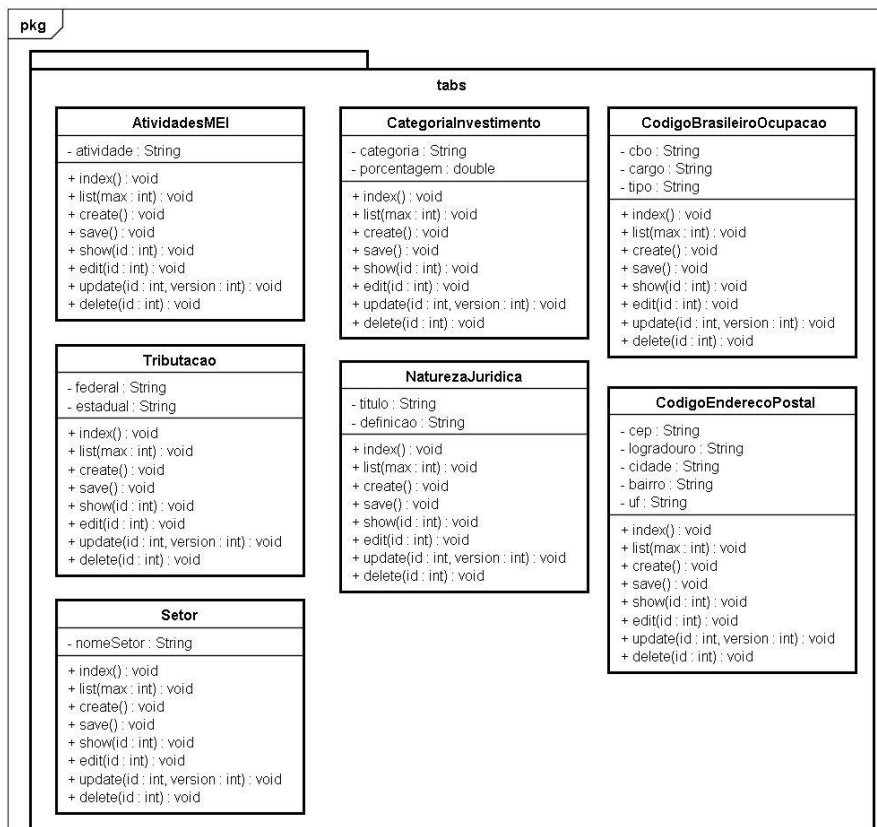 pkg
tabs
AtividadesMEI
- atividade : String
+ index() : void
+ list(max : int) : void
+ create() : void
+ save() : void
+ show(id : int) : void
+ edit(id : int) : void
+ update(id : int, version : int) : void
+ delete(id : int) : void
CategoriaInvestimento
- categoria : String
- porcentagem : double
+ index() : void
+ list(max : int) : void
+ create() : void
+ save() : void
+ show(id : int) : void
+ edit(id : int) : void
+ update(id : int, version : int) : void
+ delete(id : int) : void
CodigoBrasileiroOcupacao
- cbo : String
- cargo : String
- tipo : String
+ index() : void
+ list(max : int) : void
+ create() : void
+ save() : void
+ show(id : int) : void
+ edit(id : int) : void
+ update(id : int, version : int) : void
+ delete(id : int) : void
Tributacao
- federal : String
- estadual : String
+ index() : void
+ list(max : int) : void
+ create() : void
+ save() : void
+ show(id : int) : void
+ edit(id : int) : void
+ update(id : int, version : int) : void
+ delete(id : int) : void
NaturezaJuridica
- titulo : String
- definicao : String
+ index() : void
+ list(max : int) : void
+ create() : void
+ save() : void
+ show(id : int) : void
+ edit(id : int) : void
+ update(id : int, version : int) : void
+ delete(id : int) : void
CodigoEnderecoPostal
- cep : String
- logradouro : String
- cidade : String
- bairro : String
- uf : String
+ index() : void
+ list(max : int) : void
+ create() : void
+ save() : void
+ show(id : int) : void
+ edit(id : int) : void
+ update(id : int, version : int) : void
+ delete(id : int) : void
Setor
- nomeSetor : String
+ index() : void
+ list(max : int) : void
+ create() : void
+ save() : void
+ show(id : int) : void
+ edit(id : int) : void
+ update(id : int, version : int) : void
+ delete(id : int) : void